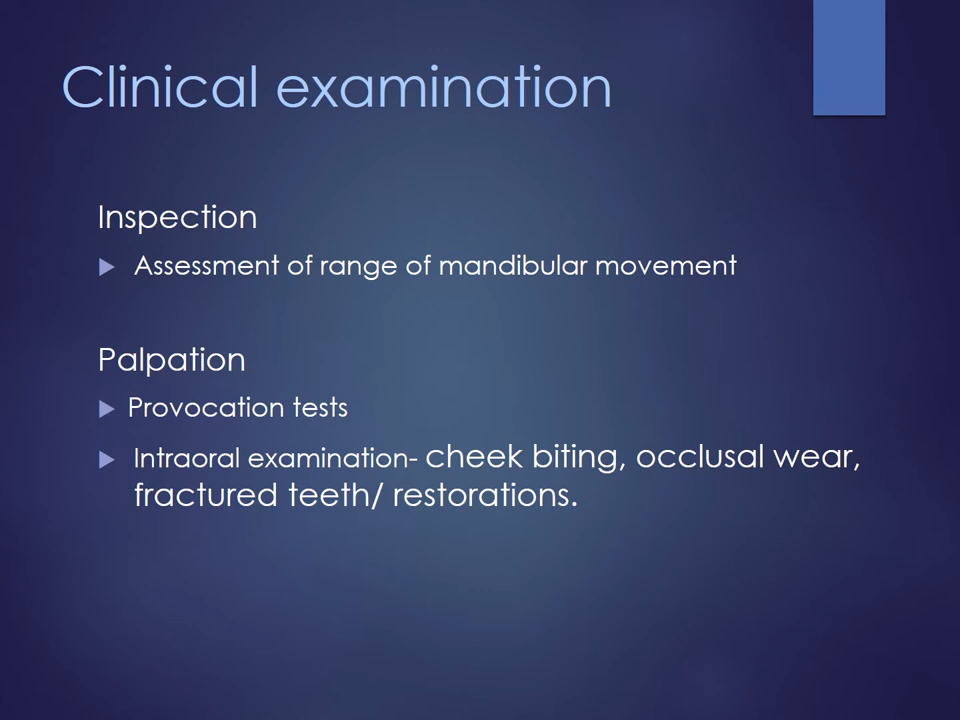 Clinical examination
Inspection
Assessment of range of mandibular movement
Palpation
Provocation tests
Intraoral examination- cheek biting, occlusal wear,
fractured teeth/ restorations.